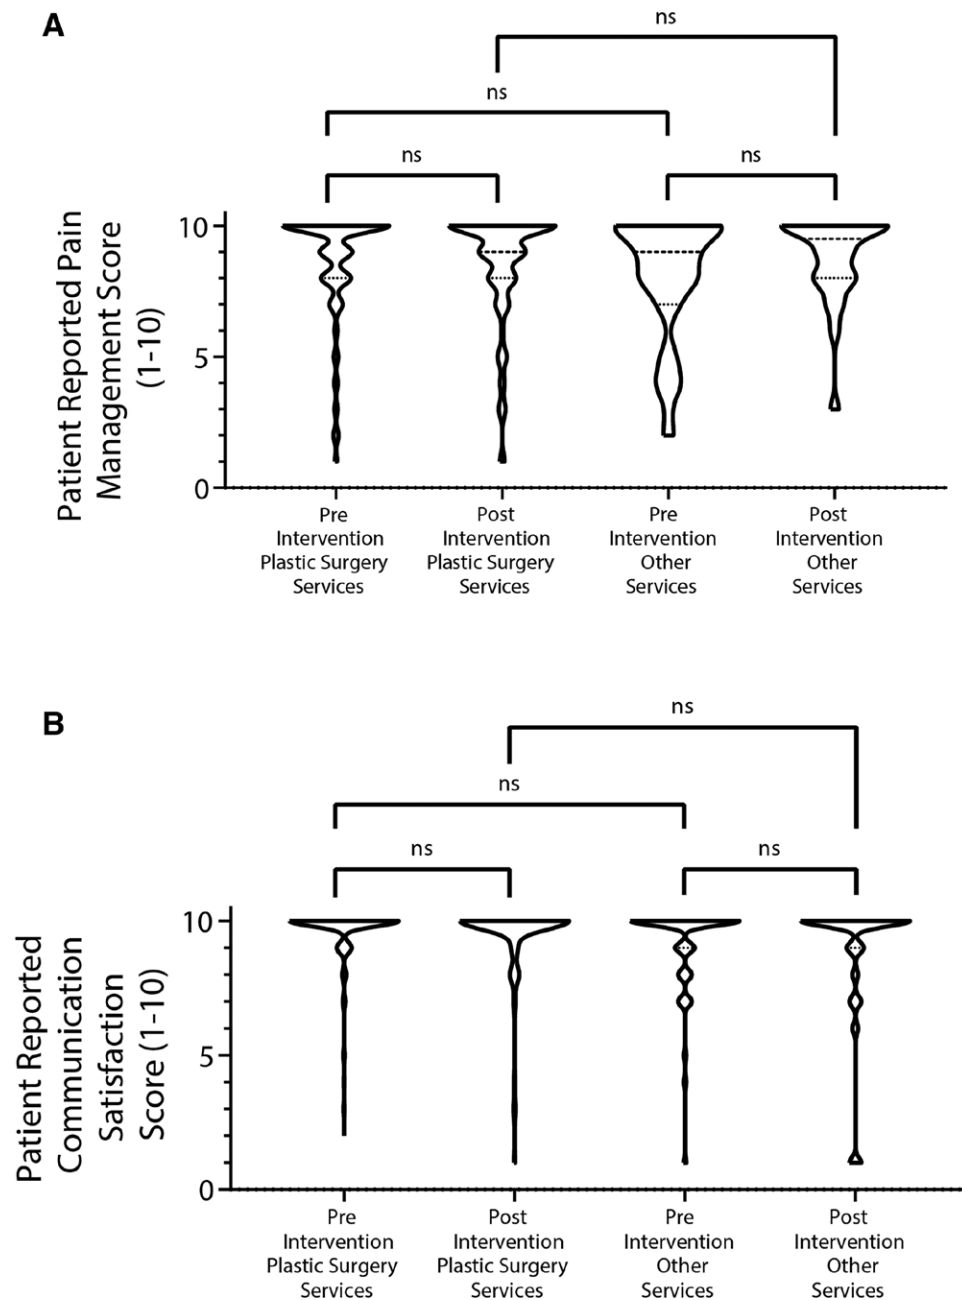 A
ns
ns
ns
ns
Patient Reported Pain
Management Score
(1-10)
10
5
0
Pre
Intervention
Plastic Surgery
Services
Post
Intervention
Plastic Surgery
Services
Pre
Intervention
Other
Services
Post
Intervention
Other
Services
B
ns
ns
ns
ns
Patient Reported
Communication
Satisfaction
Score (1-10)
10
5
0
Pre
Intervention
Plastic Surgery
Services
Post
Intervention
Plastic Surgery
Services
Pre
Intervention
Other
Services
Post
Intervention
Other
Services